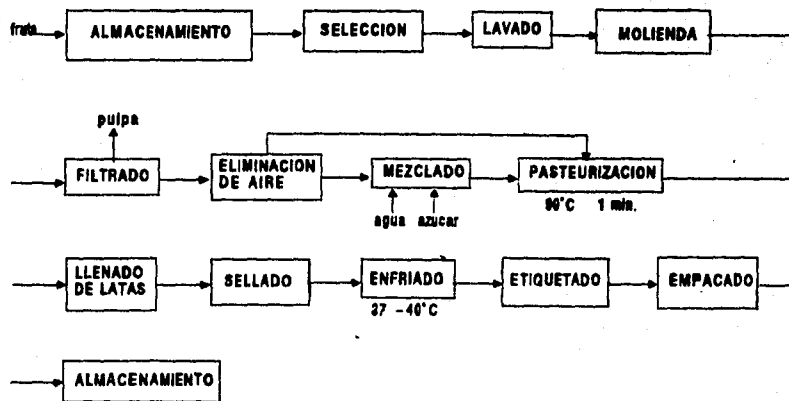 fruta
ALMACENAMIENTO
SELECCION
LAVADO
MOLIENDA
pulpa
FILTRADO
ELIMINACION
DE AIRE
MEZCLADO
PASTEURIZACION
agua azucar
90°C 1 min.
LLENADO
DE LATAS
SELLADO
ENFRIADO
ETIQUETADO
EMPACADO
37 -40°C
ALMACENAMIENTO